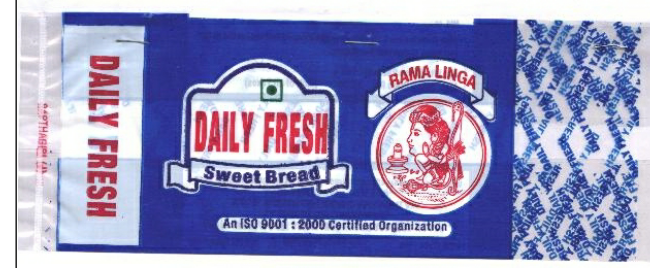 DAILY FRESH
DAILY FRESH
Sweet Bread
RAMA LINGA
An ISO 9001 : 2000 Certified Organization